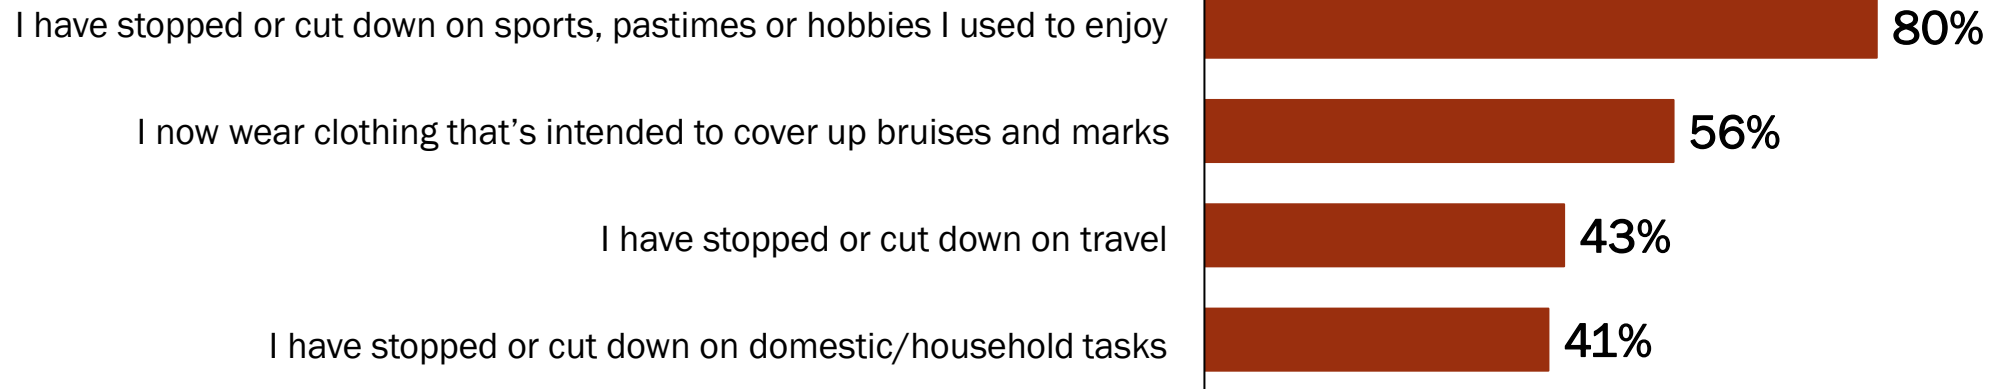 I have stopped or cut down on sports, pastimes or hobbies I used to enjoy 80%
I now wear clothing that’s intended to cover up bruises and marks 56%
I have stopped or cut down on travel 43%
I have stopped or cut down on domestic/household tasks 41%